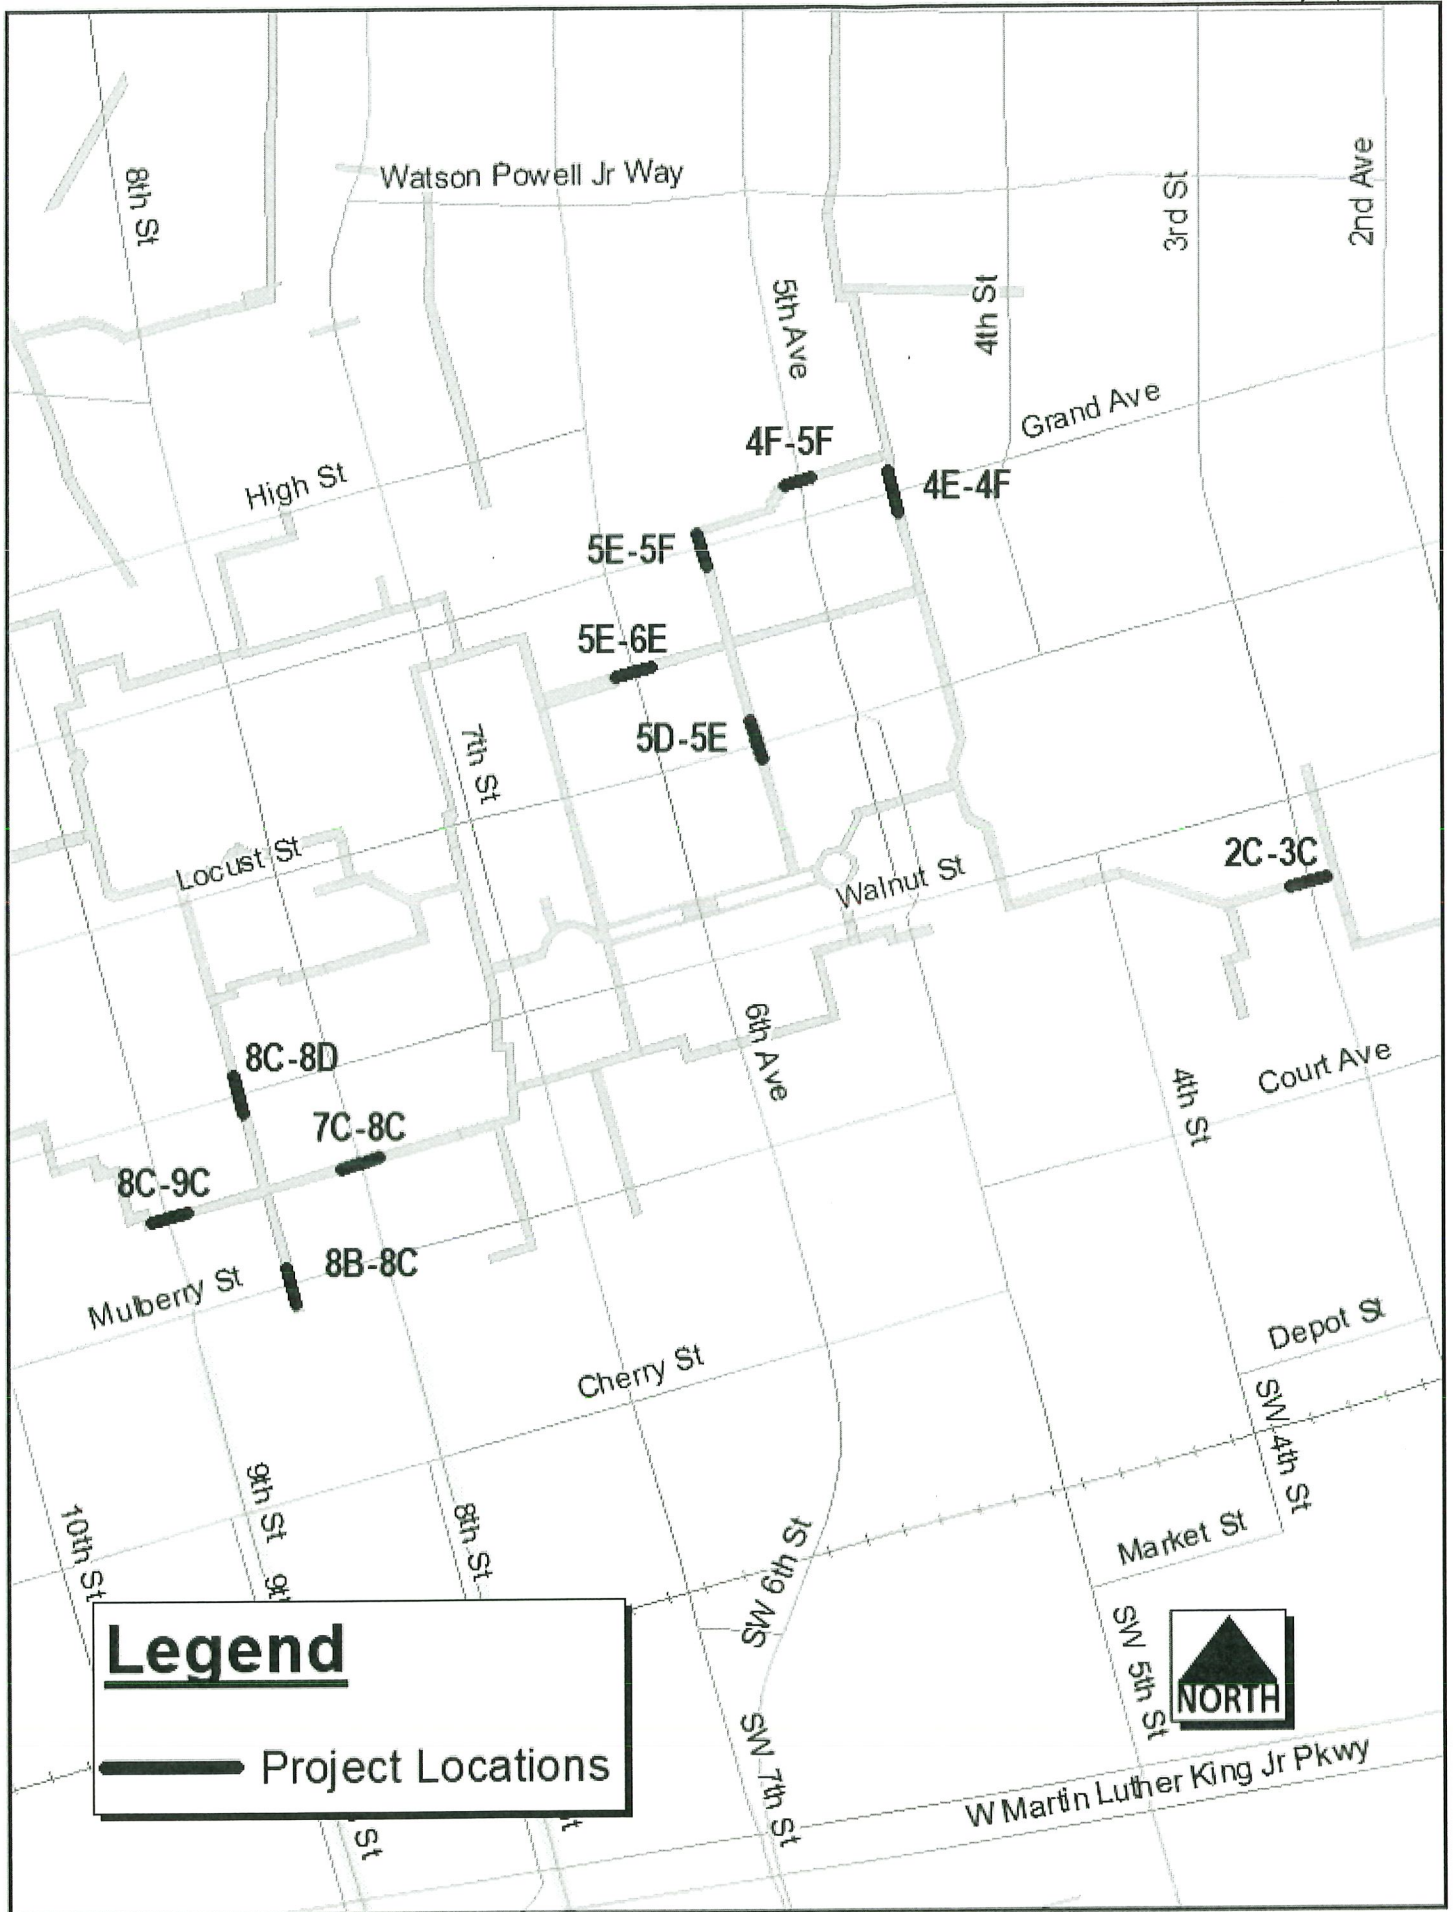 Watson Powell Jr Way
8th St
3rd St
2nd Ave
5th Ave
4th St
Grand Ave
High St
4F-5F
4E-4F
5E-5F
5E-6E
5D-5E
7th St
Locust St
Walnut St
2C-3C
6th Ave
8C-8D
7C-8C
8C-9C
8B-8C
Court Ave
4th St
Mulberry St
Cherry St
Depot St
SW 4th St
9th St
10th St
8th St
9t
SW 6th St
Market St
SW 5th St
Legend
Project Locations
NORTH
SW 7th St
W Martin Luther King Jr Pkwy
St
t